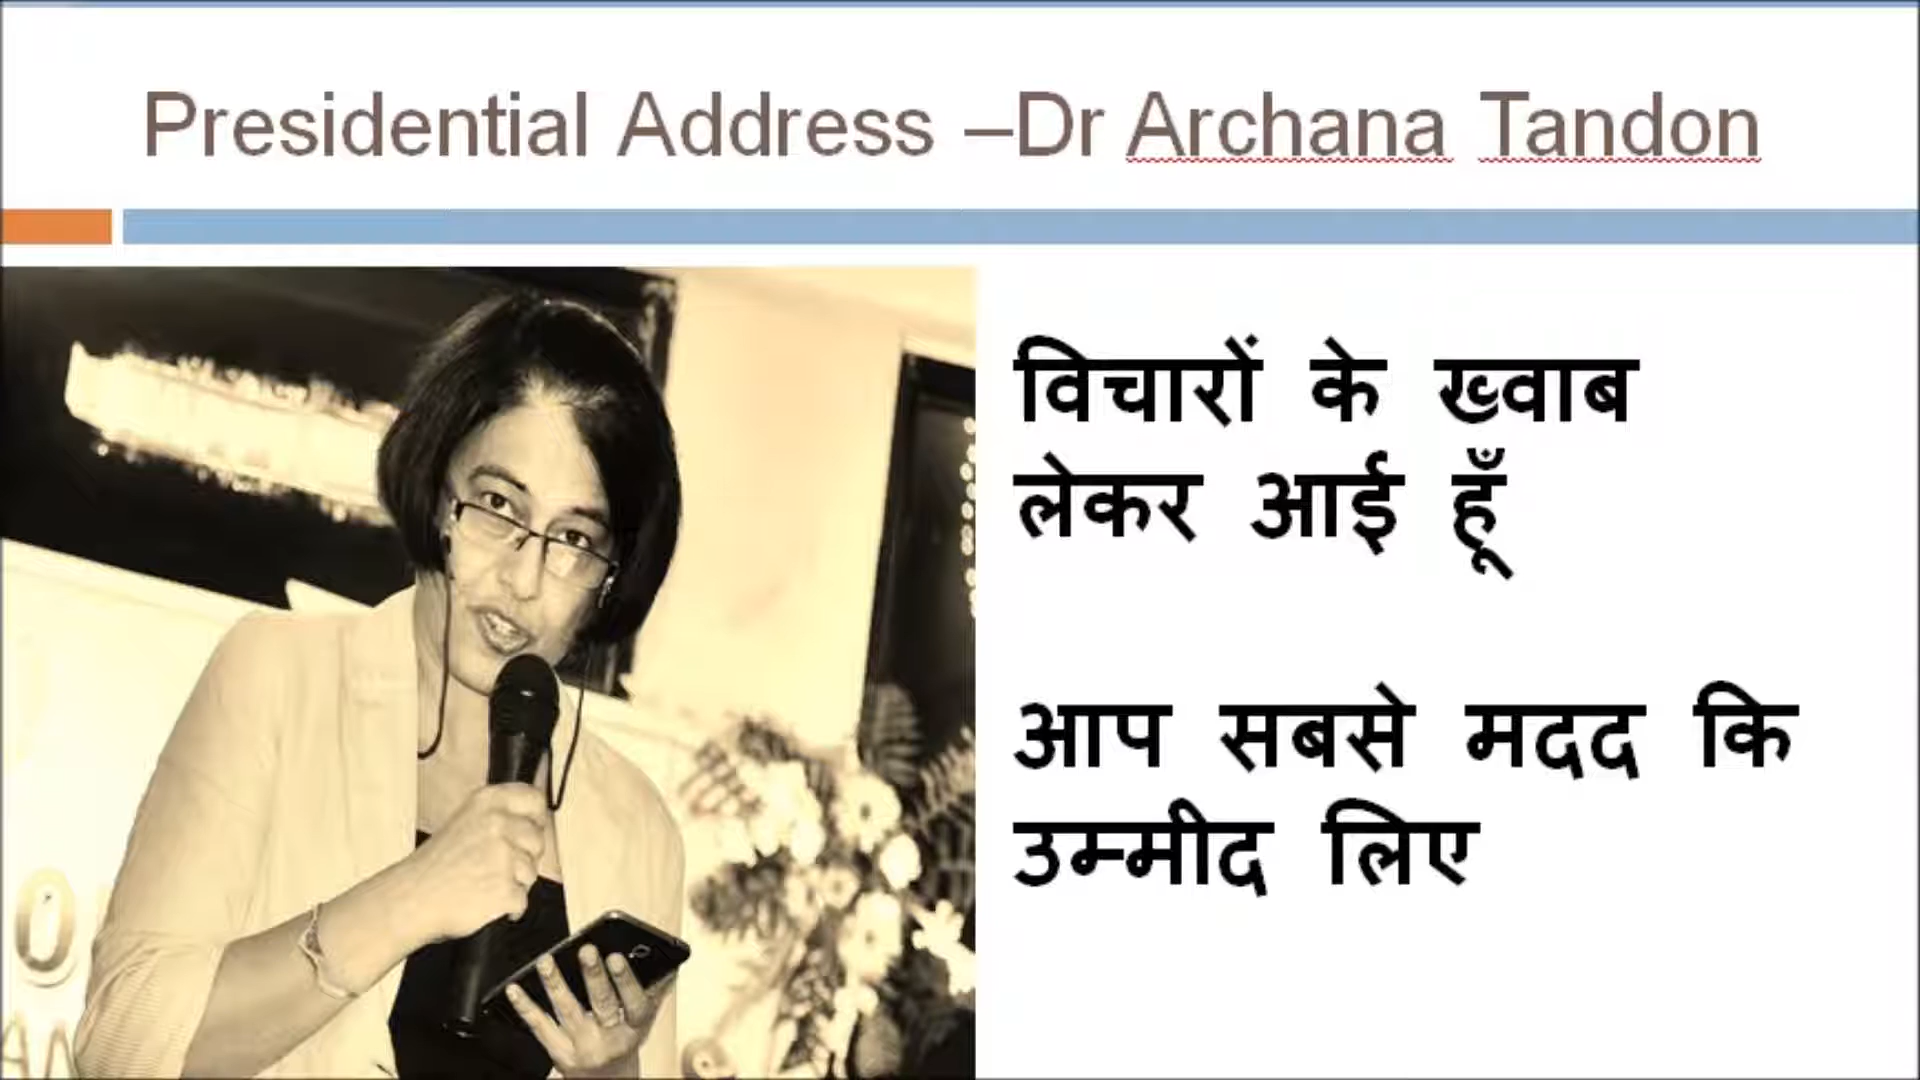 Presidential Address –Dr Archana Tandon
विचारों के ख्वाब
लेकर आई हूँ
आप सबसे मदद कि
उम्मीद लिए